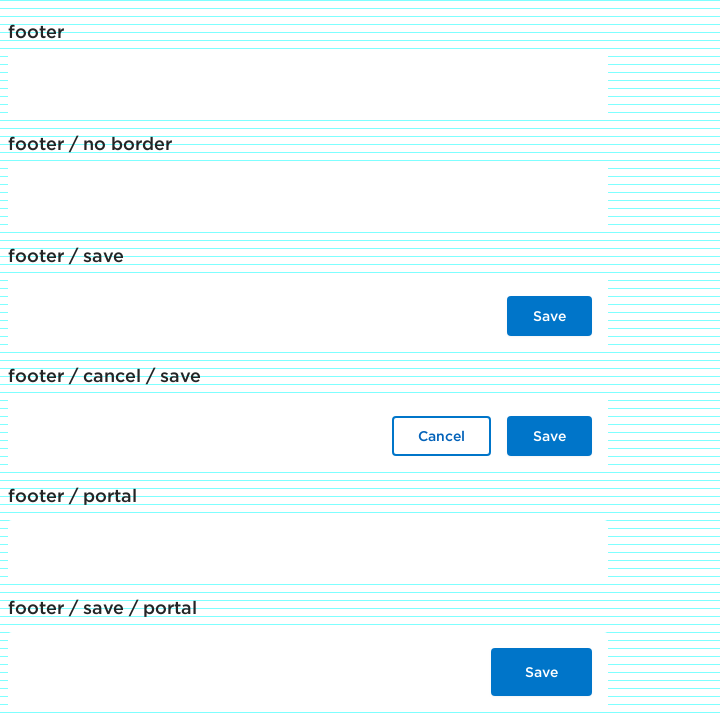 footer
footer / no border
footer / save
Save
footer / cancel / save
Cancel Save
footer / portal
footer / save / portal
Save